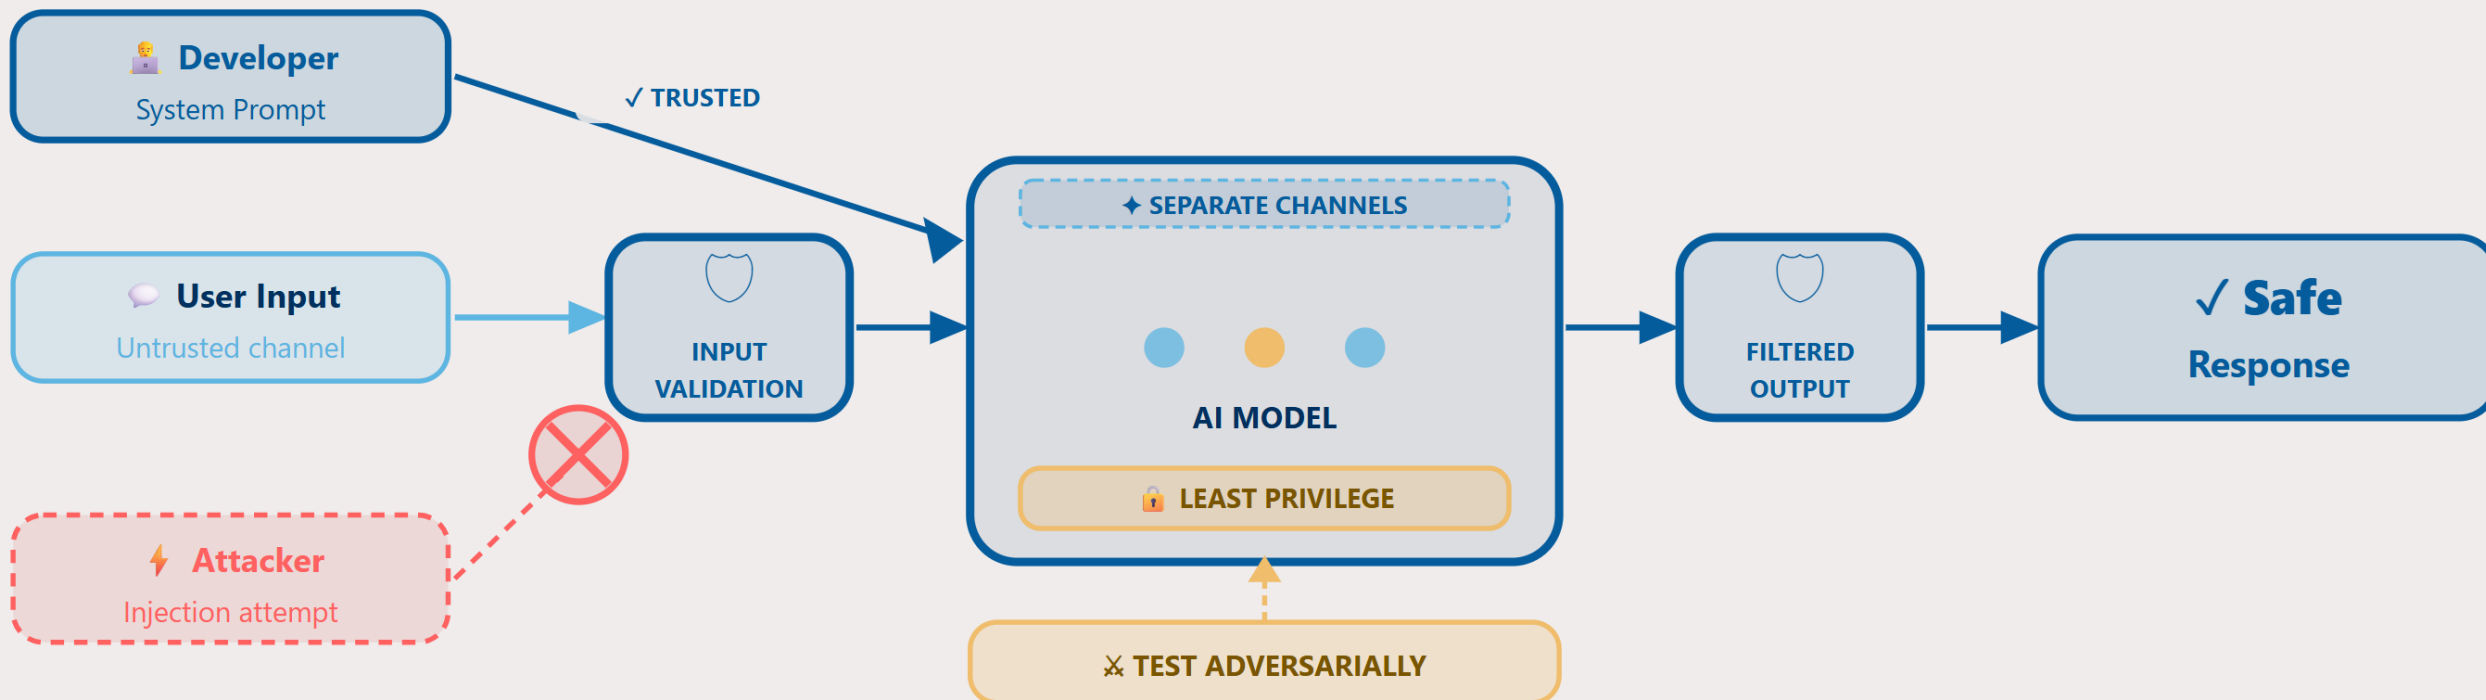 Developer
System Prompt
✓ TRUSTED
✦ SEPARATE CHANNELS
User Input
Untrusted channel
INPUT
VALIDATION
AI MODEL
FILTERED
OUTPUT
✓ Safe
Response
LEAST PRIVILEGE
Attacker
Injection attempt
⚔ TEST ADVERSARIALLY